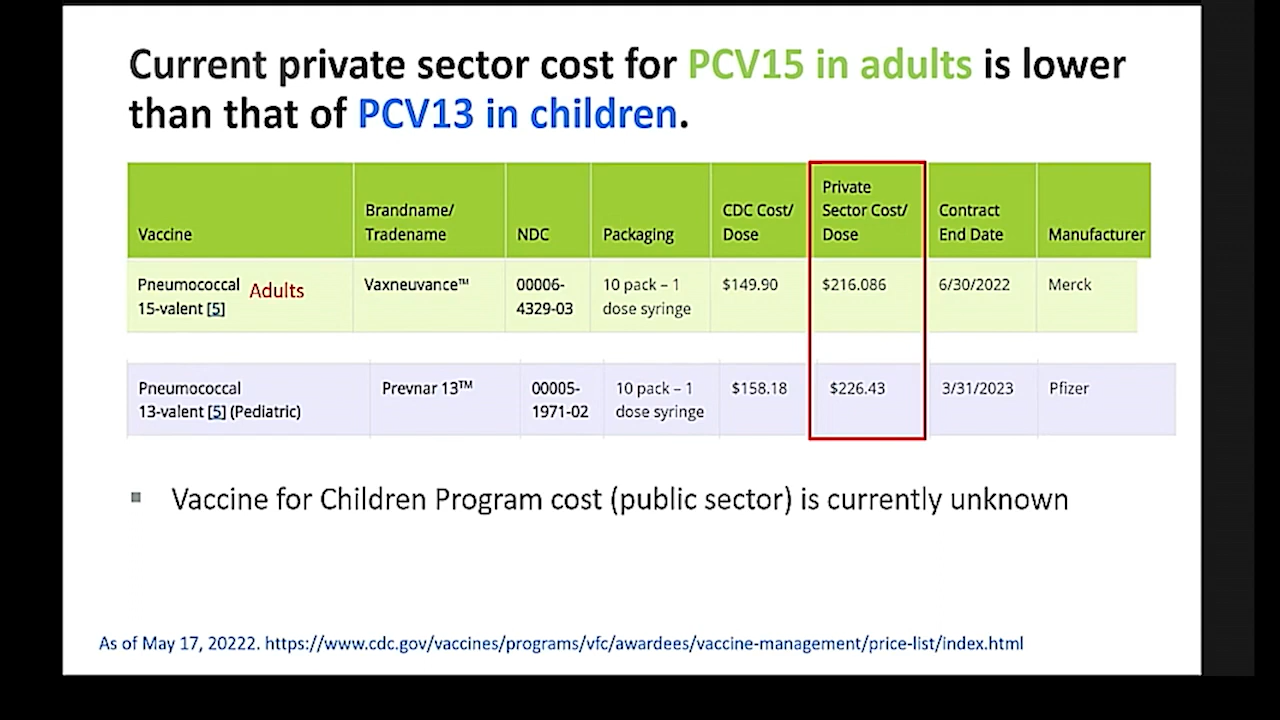 Current private sector cost for PCV15 in adults is lower
than that of PCV13 in children.
Vaccine
Brandname/
Tradename
NDC
Packaging
CDC Cost/
Dose
Private
Sector Cost/
Dose
Contract
End Date
Manufacturer
Pneumococcal
15-valent [5]
Adults
Vaxneuvance™
00006-
4329-03
10 pack – 1
dose syringe
$149.90
$216.086
6/30/2022
Merck
Pneumococcal
13-valent [5] (Pediatric)
Prevnar 13™
00005-
1971-02
10 pack – 1
dose syringe
$158.18
$226.43
3/31/2023
Pfizer
▪ Vaccine for Children Program cost (public sector) is currently unknown
As of May 17, 20222. https://www.cdc.gov/vaccines/programs/vfc/awardees/vaccine-management/price-list/index.html